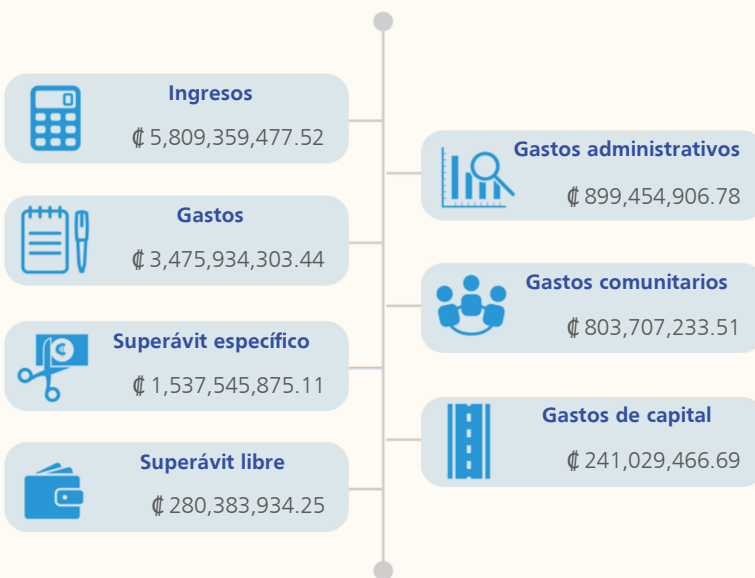 Ingresos
₡ 5,809,359,477.52
Gastos
₡ 3,475,934,303.44
Superávit específico
₡ 1,537,545,875.11
Superávit libre
₡ 280,383,934.25
Gastos administrativos
₡ 899,454,906.78
Gastos comunitarios
₡ 803,707,233.51
Gastos de capital
₡ 241,029,466.69